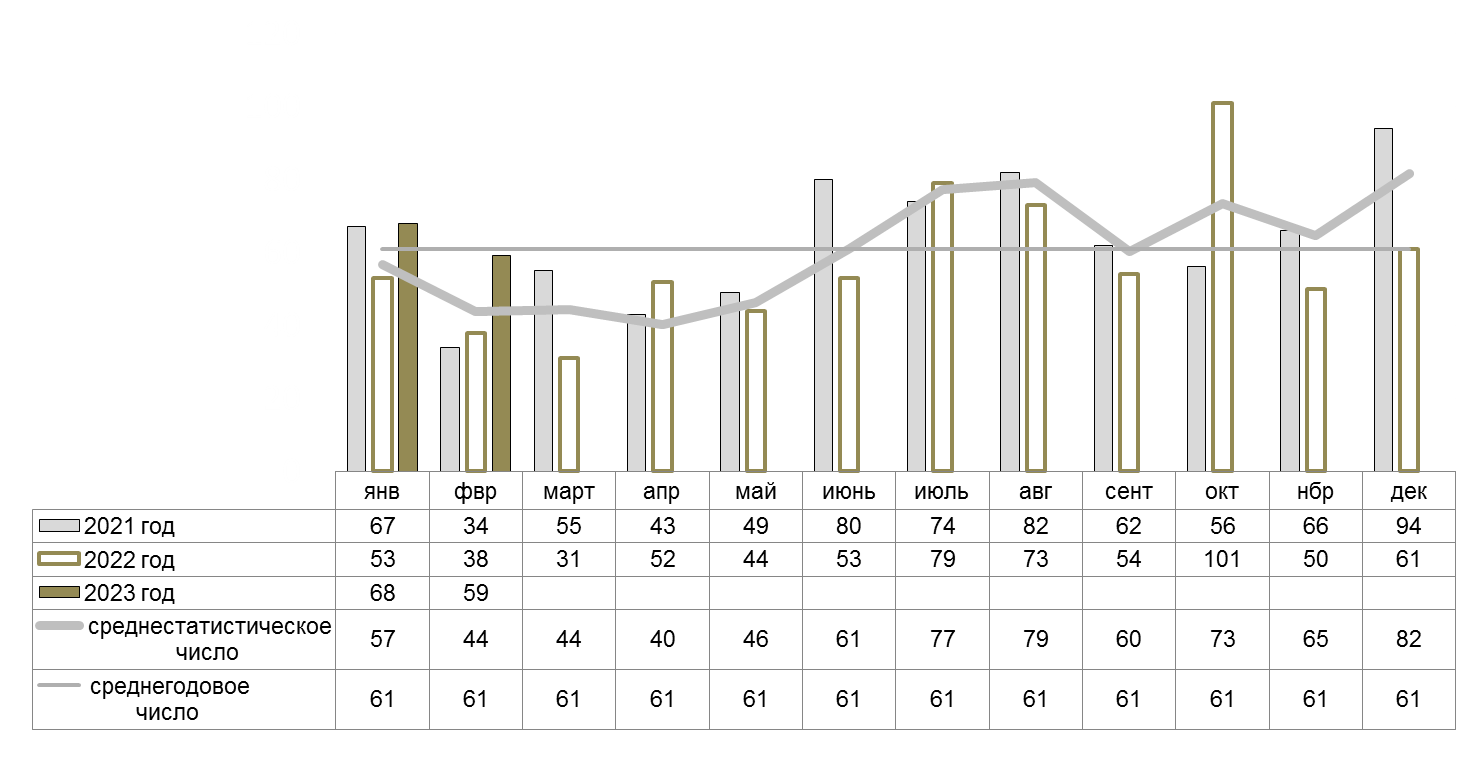 янв фвр март апр май июнь июль авг сент окт нбр дек
2021 год 67 34 55 43 49 80 74 82 62 56 66 94
2022 год 53 38 31 52 44 53 79 73 54 101 50 61
2023 год 68 59
среднестатистическое
число 57 44 44 40 46 61 77 79 60 73 65 82
среднегодовое
число 61 61 61 61 61 61 61 61 61 61 61 61